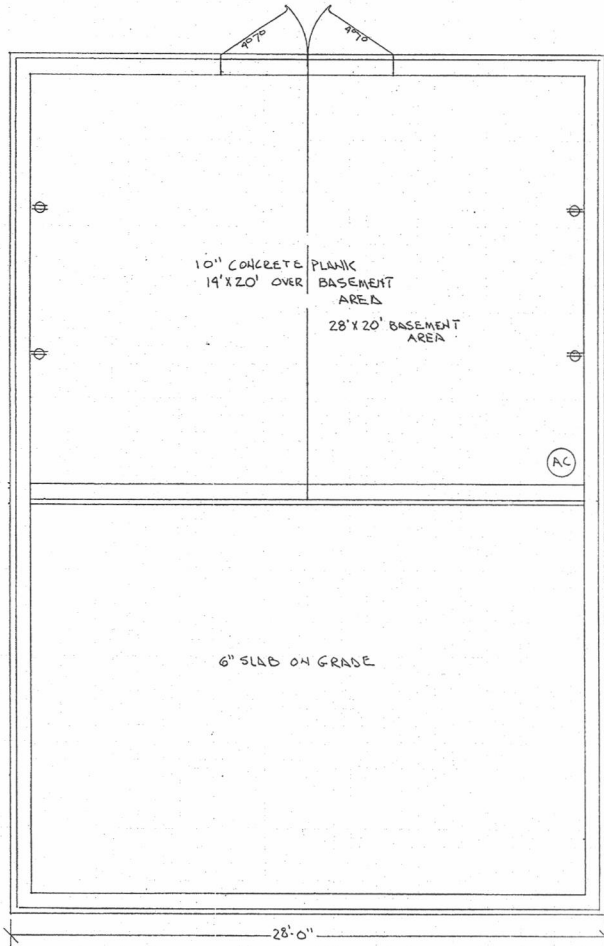 4070
4070
10" CONCRETE PLANK
14'X20' OVER BASEMENT
AREA
28'X20' BASEMENT
AREA
AC
6" SLAB ON GRADE
28'-0"